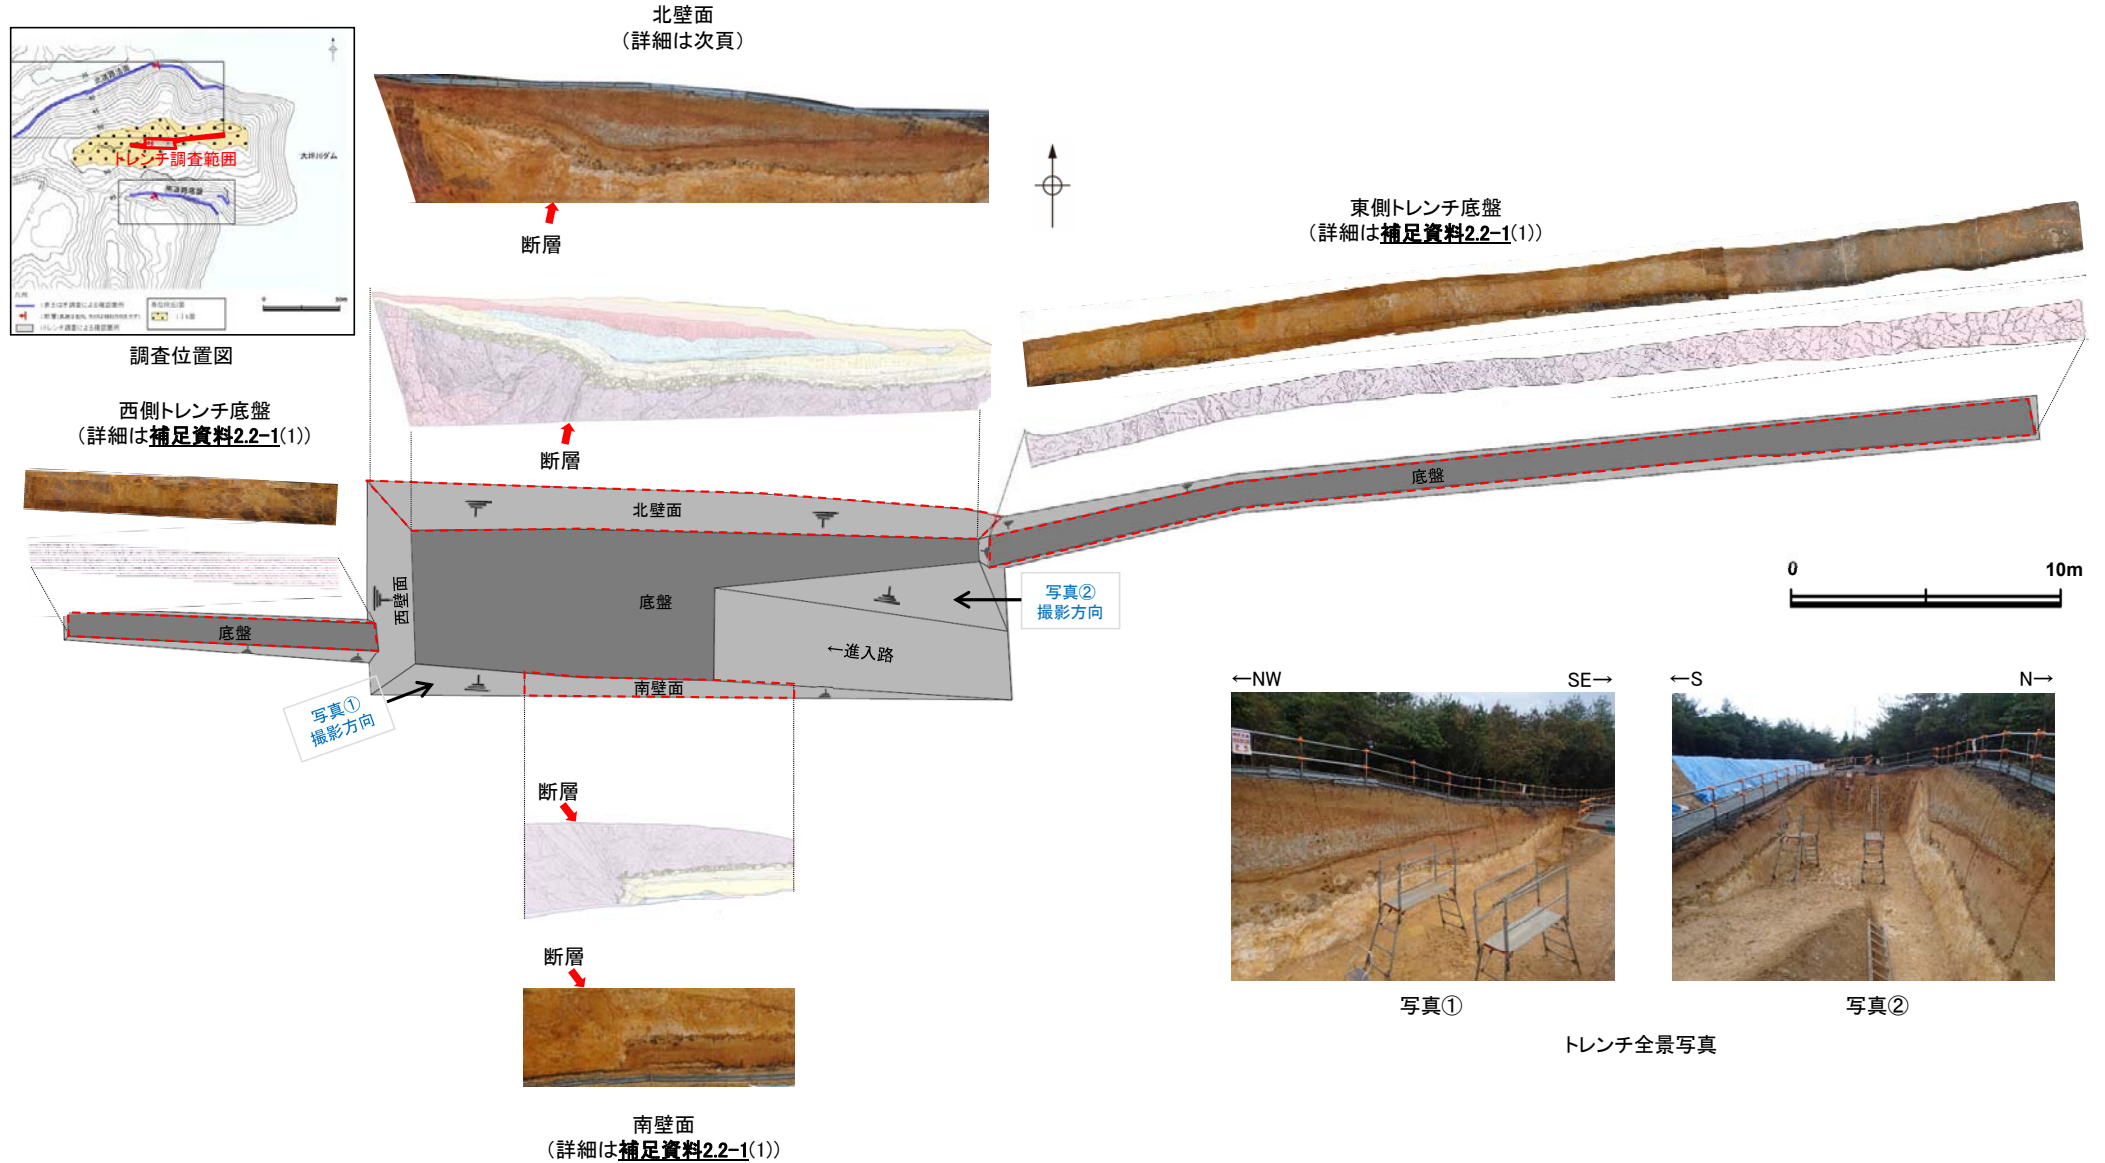 北壁面
（詳細は次頁）
トレンチ調査範囲
大坪川ダム
調査位置図
断層
断層
東側トレンチ底盤
（詳細は補足資料2.2-1(1)）
西側トレンチ底盤
（詳細は補足資料2.2-1(1)）
北壁面
西壁面
底盤
底盤
底盤
←進入路
南壁面
写真①
撮影方向
写真②
撮影方向
0
10m
断層
断層
南壁面
（詳細は補足資料2.2-1(1)）
←NW
SE→
←S
N→
写真①
写真②
トレンチ全景写真